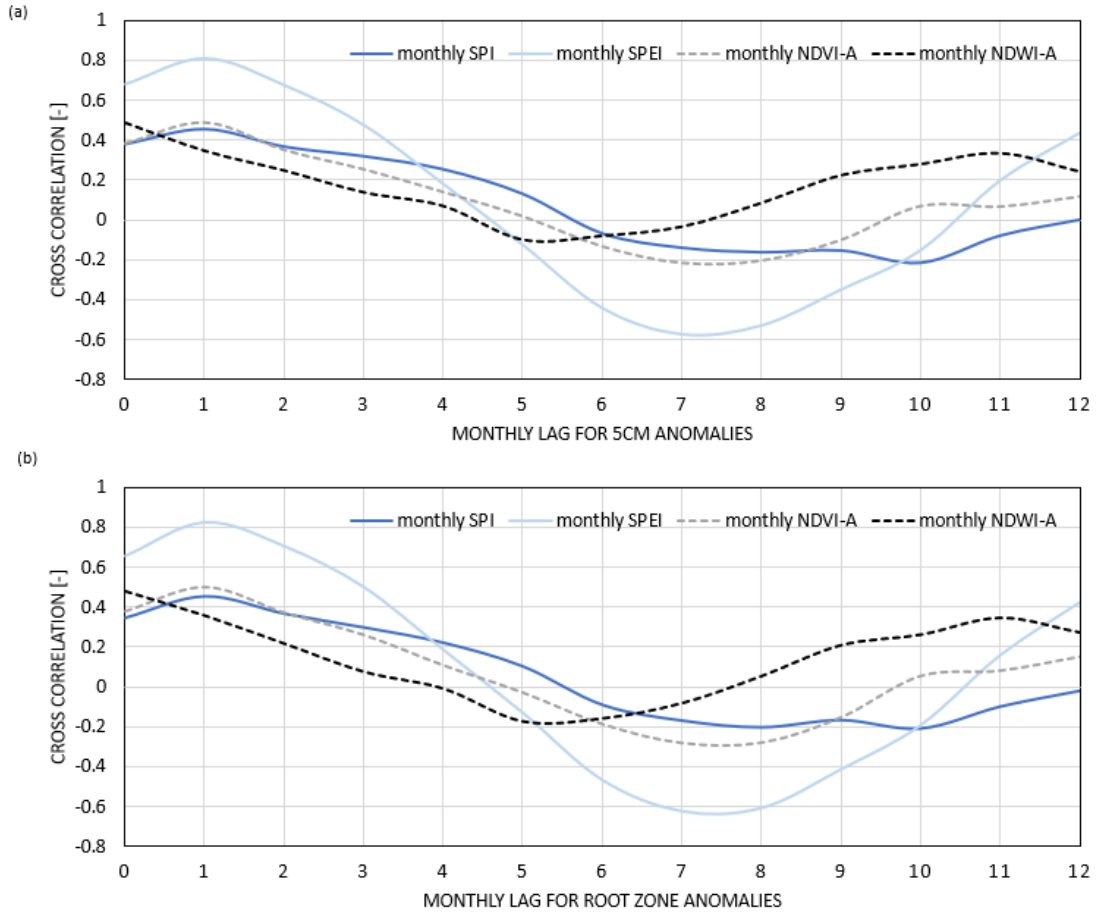 (a)
1
0.8
0.6
0.4
0.2
0
-0.2
-0.4
-0.6
-0.8
CROSS CORRELATION [-]
monthly SPI monthly SPEI monthly NDVI-A monthly NDWI-A
0 1 2 3 4 5 6 7 8 9 10 11 12
MONTHLY LAG FOR 5CM ANOMALIES
(b)
1
0.8
0.6
0.4
0.2
0
-0.2
-0.4
-0.6
-0.8
CROSS CORRELATION [-]
monthly SPI monthly SPEI monthly NDVI-A monthly NDWI-A
0 1 2 3 4 5 6 7 8 9 10 11 12
MONTHLY LAG FOR ROOT ZONE ANOMALIES